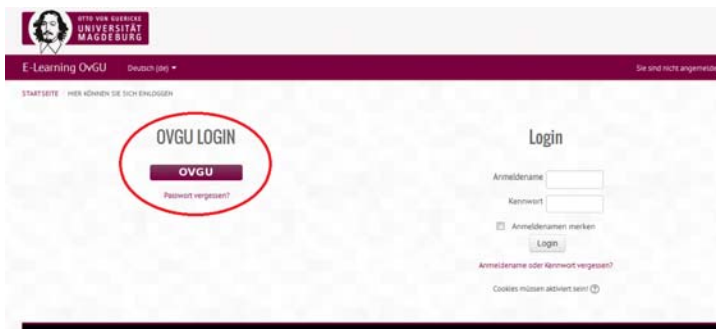 OTTO VON GUERICKE
UNIVERSITÄT
MAGDEBURG
E-Learning OvGU
Deutsch (de)
Sie sind nicht angemeldet
STARTSEITE
HIER KÖNNEN SIE SICH EINLOGGEN
OVGU LOGIN
OVGU
Passwort vergessen?
Login
Anmeldename
Kennwort
Anmeldenamen merken
Login
Anmeldename oder Kennwort vergessen?
Cookies müssen aktiviert sein!